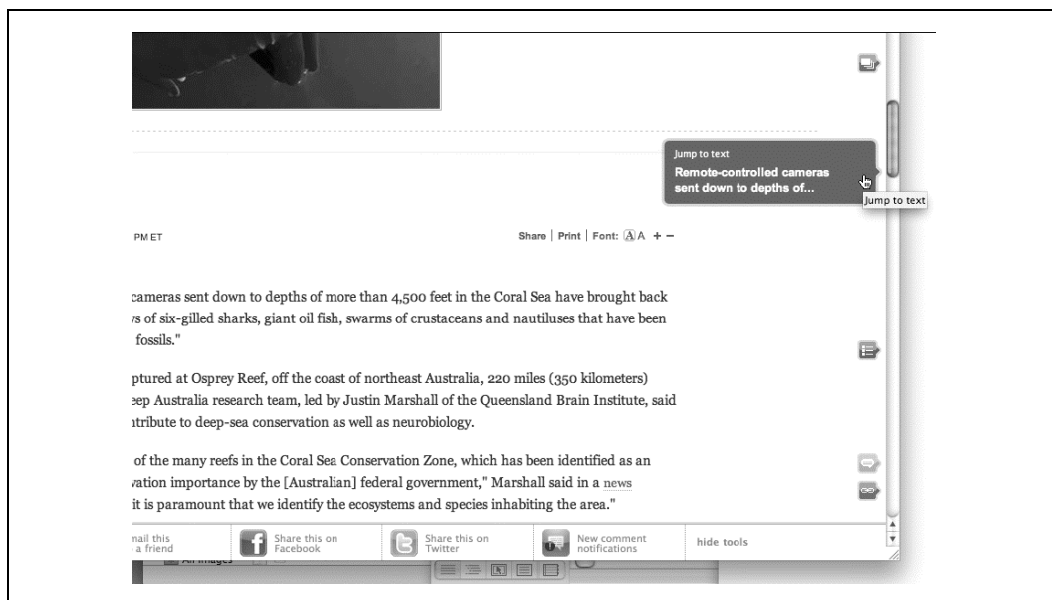 Jump to text
Remote-controlled cameras
sent down to depths of...
Jump to text
PM ET
Share | Print | Font: A A + −
cameras sent down to depths of more than 4,500 feet in the Coral Sea have brought back
s of six-gilled sharks, giant oil fish, swarms of crustaceans and nautiluses that have been
fossils."
ptured at Osprey Reef, off the coast of northeast Australia, 220 miles (350 kilometers)
eep Australia research team, led by Justin Marshall of the Queensland Brain Institute, said
ntribute to deep-sea conservation as well as neurobiology.
of the many reefs in the Coral Sea Conservation Zone, which has been identified as an
vation importance by the [Australian] federal government," Marshall said in a news
it is paramount that we identify the ecosystems and species inhabiting the area."
mail this
a friend
Share this on
Facebook
Share this on
Twitter
New comment
notifications
hide tools
All Images